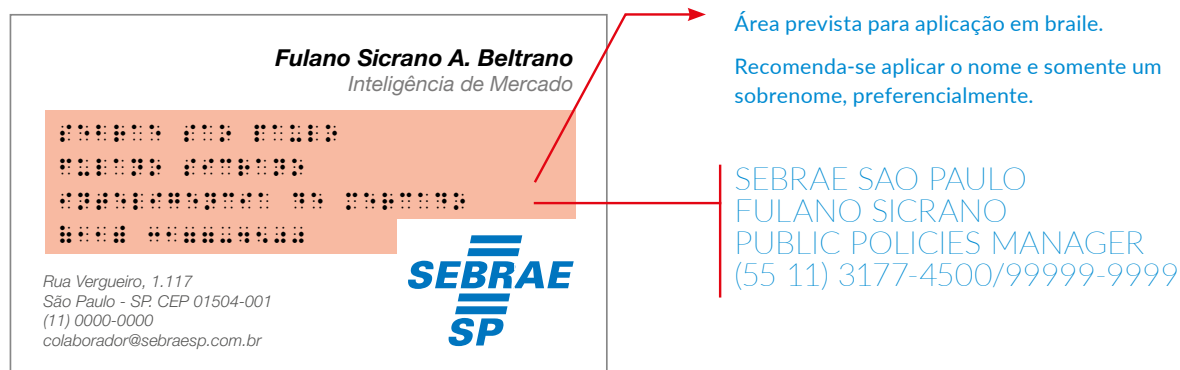 Fulano Sicrano A. Beltrano
Inteligência de Mercado
Rua Vergueiro, 1.117
São Paulo - SP. CEP 01504-001
(11) 0000-0000
colaborador@sebraesp.com.br
SEBRAE
SP
Área prevista para aplicação em braile.
Recomenda-se aplicar o nome e somente um
sobrenome, preferencialmente.
SEBRAE SAO PAULO
FULANO SICRANO
PUBLIC POLICIES MANAGER
(55 11) 3177-4500/99999-9999